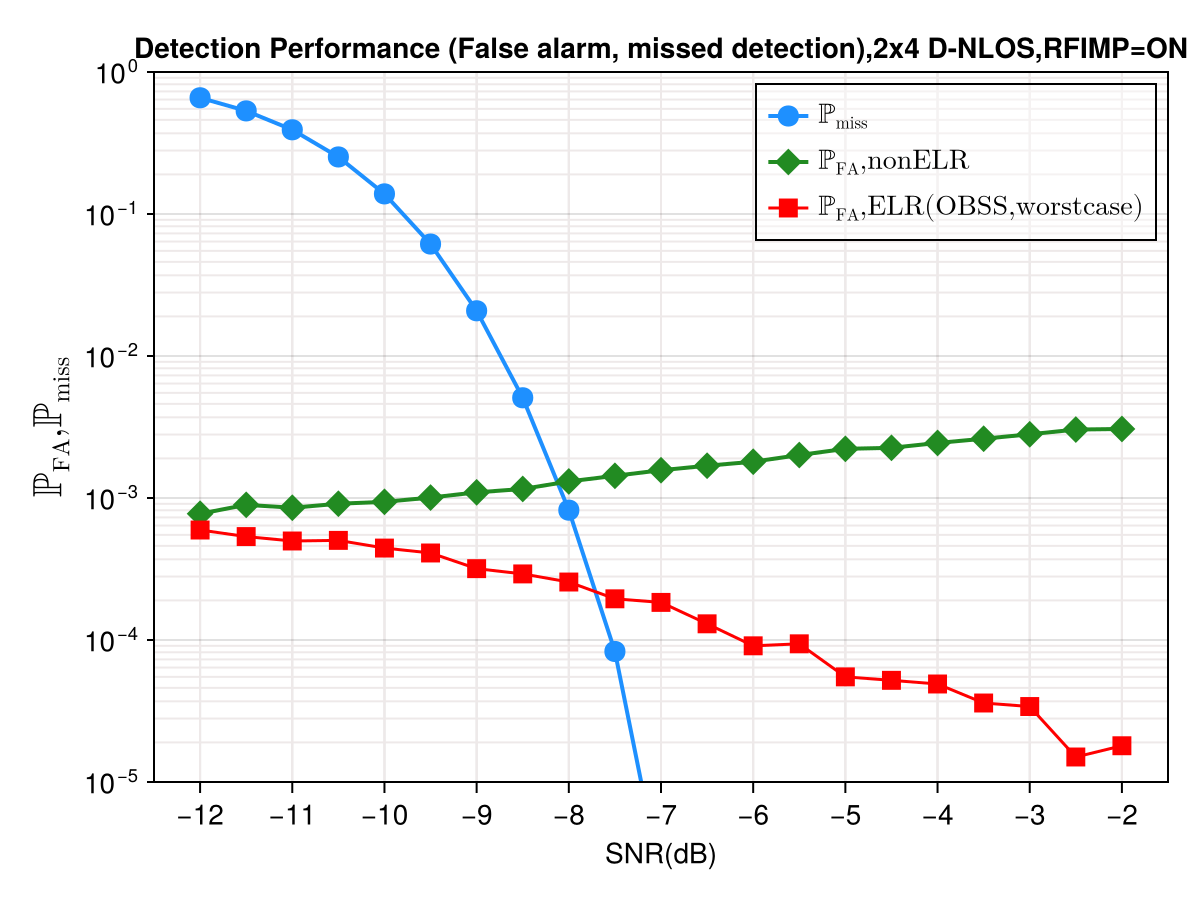 Detection Performance (False alarm, missed detection),2x4 D-NLOS,RFIMP=ON
ℙmiss
ℙFA,nonELR
ℙFA,ELR(OBSS,worstcase)
ℙFA,ℙmiss
10⁰
10⁻¹
10⁻²
10⁻³
10⁻⁴
10⁻⁵
−12 −11 −10 −9 −8 −7 −6 −5 −4 −3 −2
SNR(dB)